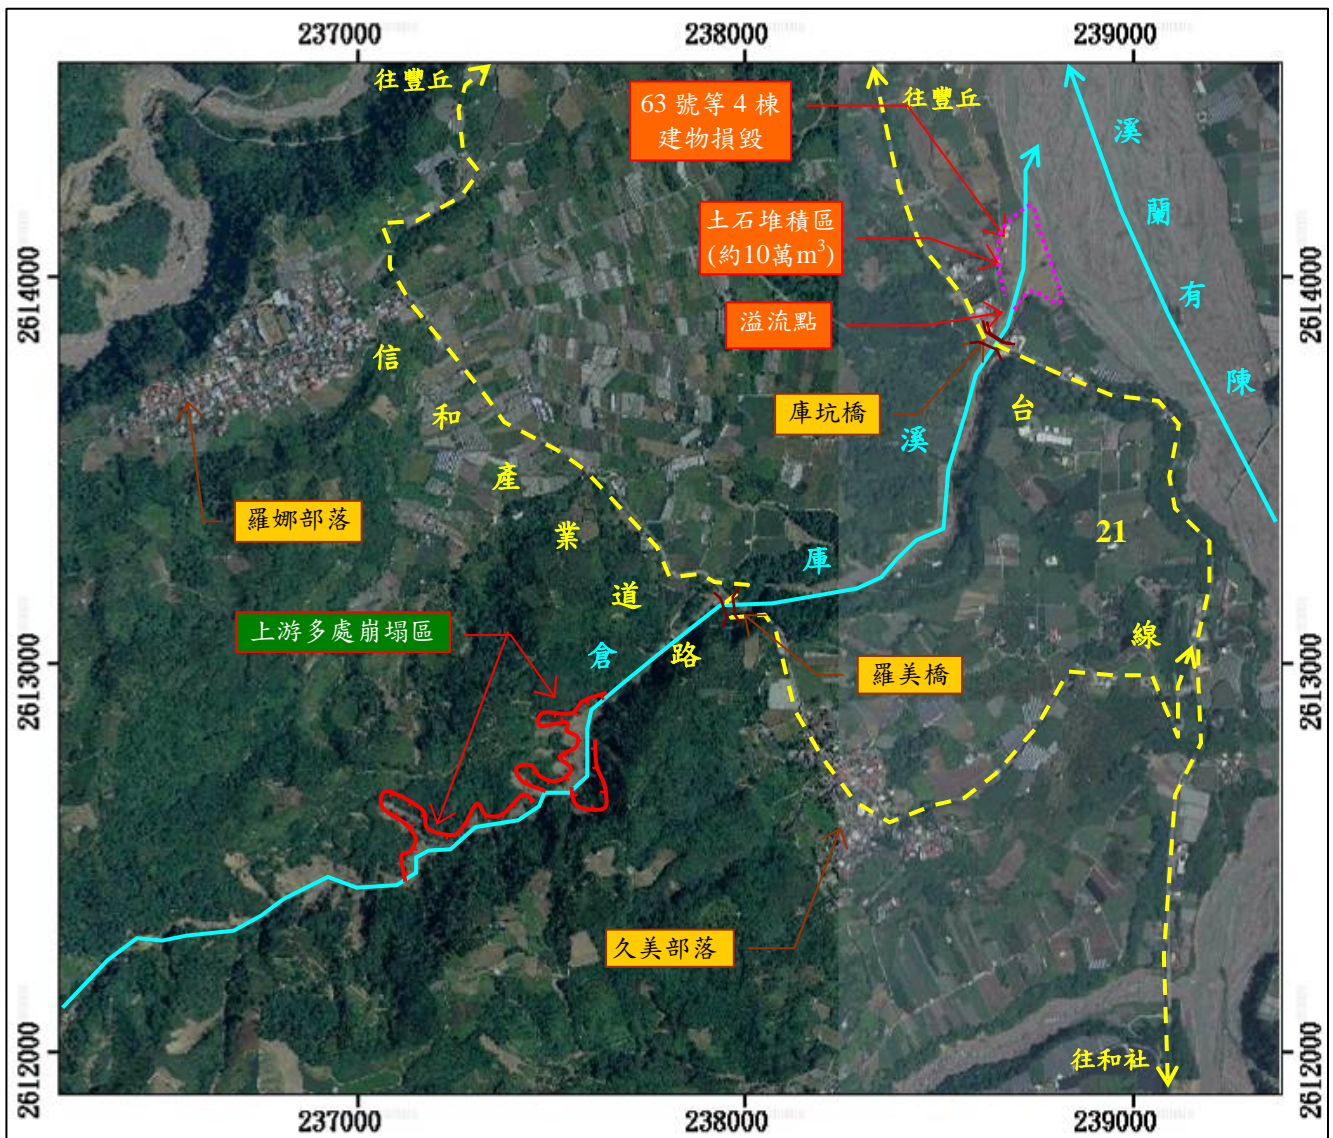 237000
238000
239000
往豐丘
63 號等 4 棟
建物損毀
往豐丘
溪
蘭
有
陳
土石堆積區
(約10萬m³)
溢流點
2614000
2614000
信
和
產
業
道
路
庫坑橋
台
21
線
溪
庫
倉
羅娜部落
上游多處崩塌區
羅美橋
2613000
2613000
久美部落
往和社
2612000
2612000
237000
238000
239000